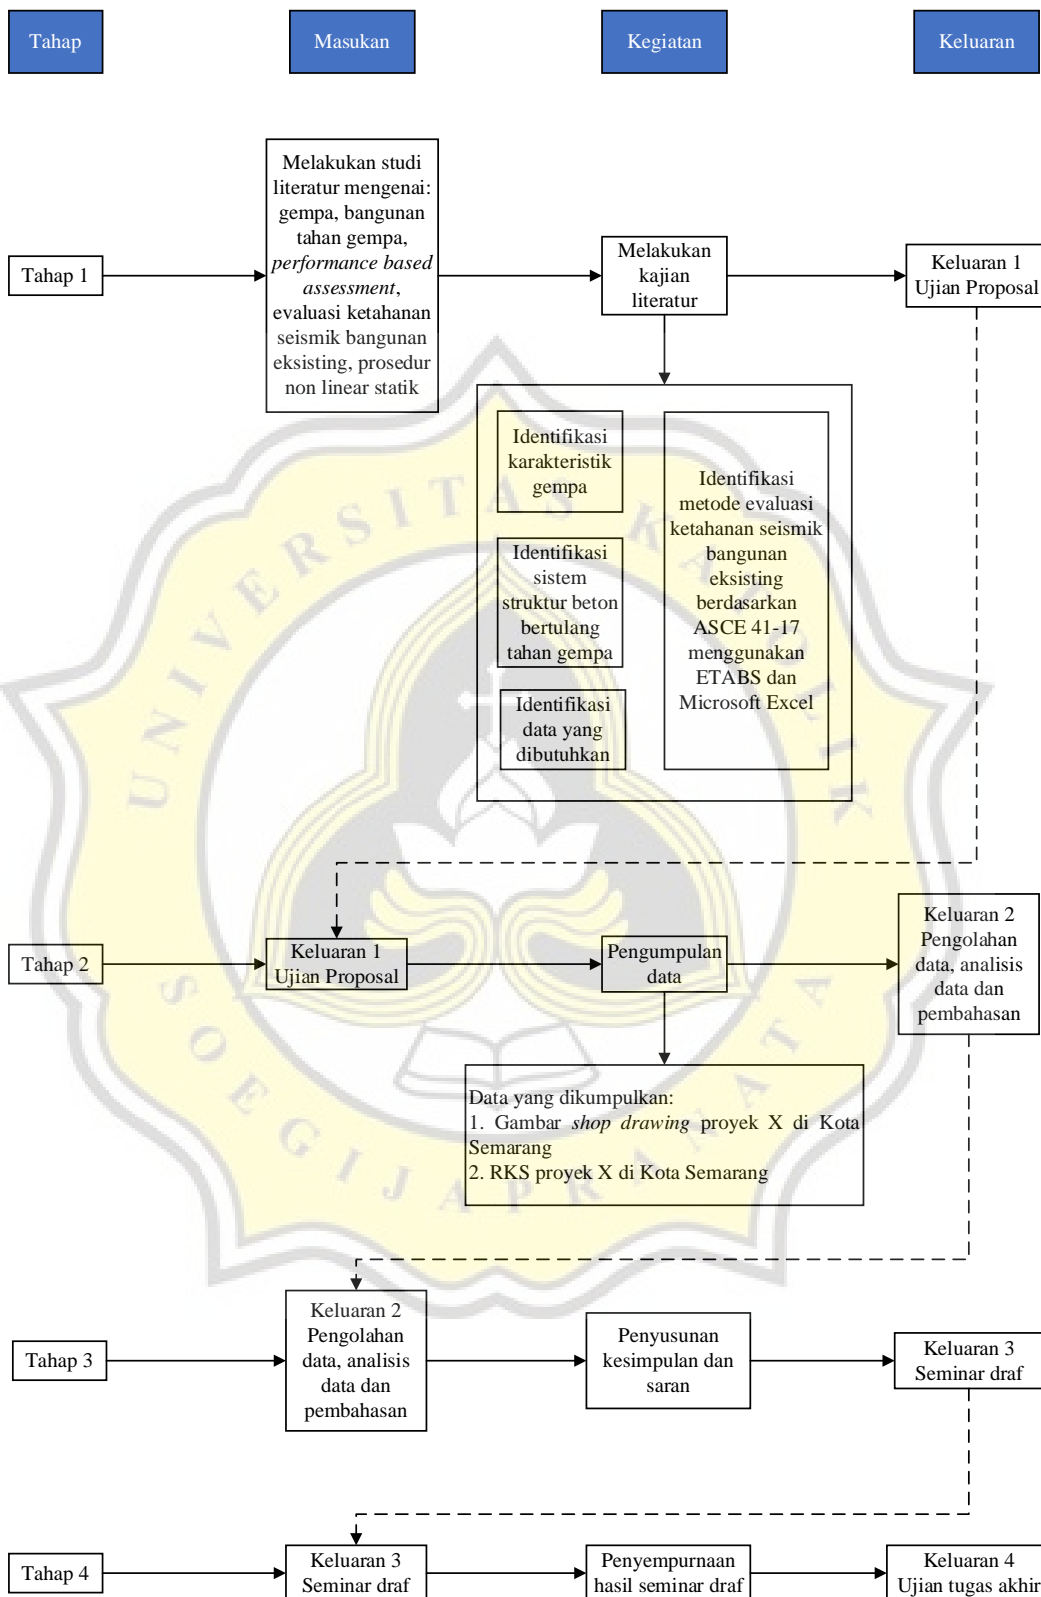 Tahap
Masukan
Kegiatan
Keluaran
Tahap 1
Melakukan studi
literatur mengenai:
gempa, bangunan
tahan gempa,
performance based
assessment,
evaluasi ketahanan
seismik bangunan
eksisting, prosedur
non linear statik
Melakukan
kajian
literatur
Keluaran 1
Ujian Proposal
Identifikasi
karakteristik
gempa
Identifikasi
sistem
struktur beton
bertulang
tahan gempa
Identifikasi
data yang
dibutuhkan
Identifikasi
metode evaluasi
ketahanan seismik
bangunan
eksisting
berdasarkan
ASCE 41-17
menggunakan
ETABS dan
Microsoft Excel
Tahap 2
Keluaran 1
Ujian Proposal
Pengumpulan
data
Keluaran 2
Pengolahan
data, analisis
data dan
pembahasan
Data yang dikumpulkan:
1. Gambar shop drawing proyek X di Kota
Semarang
2. RKS proyek X di Kota Semarang
Tahap 3
Keluaran 2
Pengolahan
data, analisis
data dan
pembahasan
Penyusunan
kesimpulan dan
saran
Keluaran 3
Seminar draf
Tahap 4
Keluaran 3
Seminar draf
Penyempurnaan
hasil seminar draf
Keluaran 4
Ujian tugas akhir
UNIVERSITAS KATOLIK
SOEGIJAPRANATA